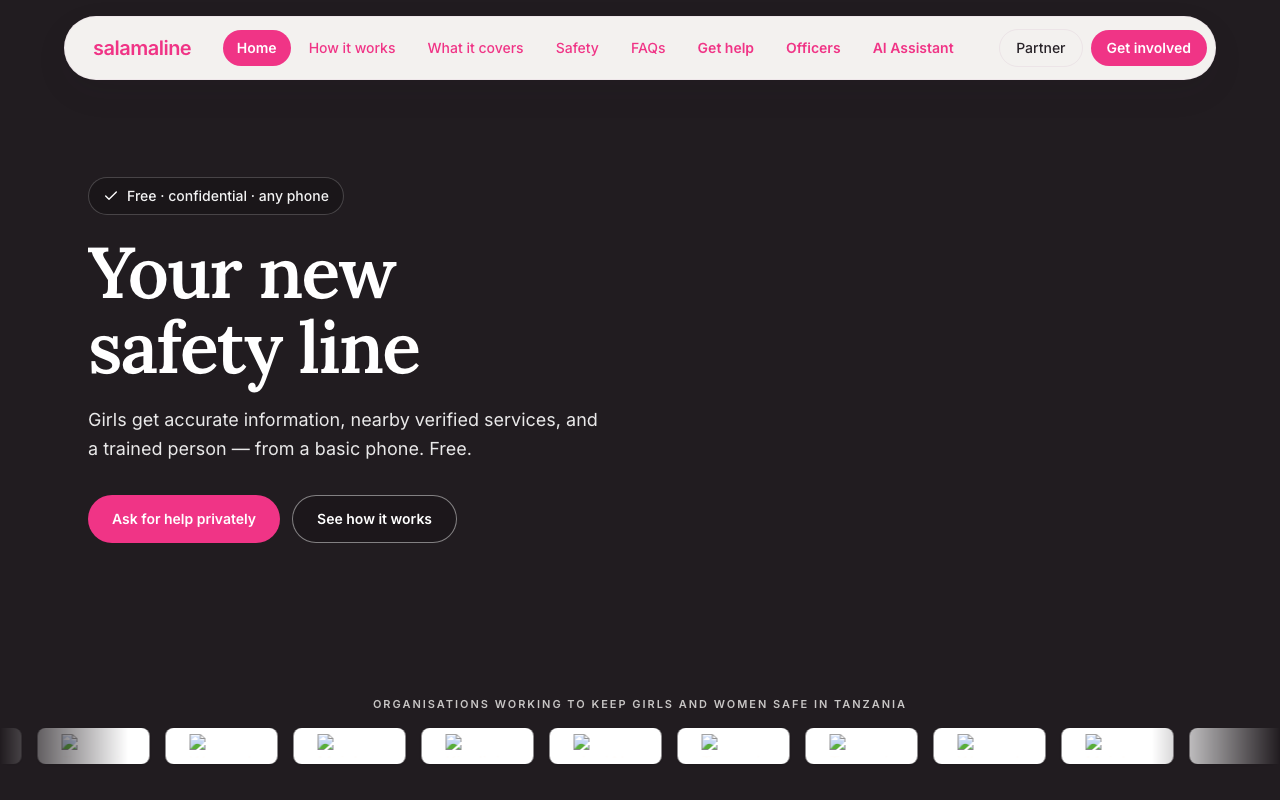 salamaline
Home
How it works
What it covers
Safety
FAQs
Get help
Officers
AI Assistant
Partner
Get involved
Free · confidential · any phone
Your new
safety line
Girls get accurate information, nearby verified services, and
a trained person — from a basic phone. Free.
Ask for help privately
See how it works
ORGANISATIONS WORKING TO KEEP GIRLS AND WOMEN SAFE IN TANZANIA